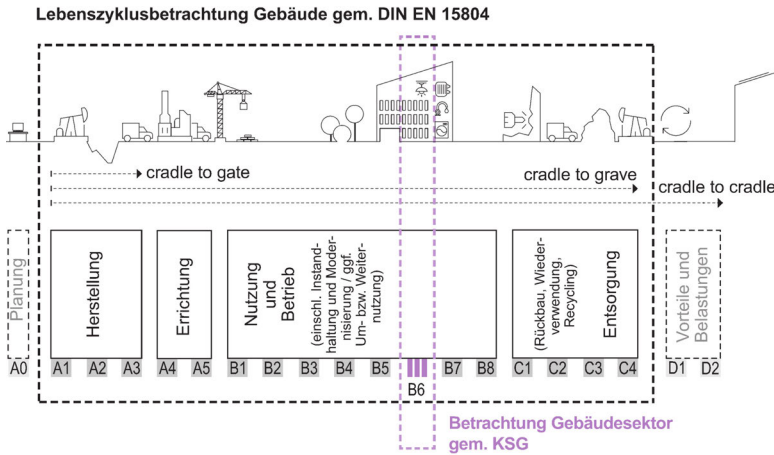 Lebenszyklusbetrachtung Gebäude gem. DIN EN 15804
cradle to gate
cradle to grave
cradle to cradle
Planung
Herstellung
Errichtung
Nutzung
und
Betrieb
(einschl. Instand-
haltung und Moder-
nisierung / ggf.
Um- bzw. Weiter-
nutzung)
(Rückbau, Wieder-
verwendung,
Recycling)
Entsorgung
Vorteile und
Belastungen
A0 A1 A2 A3 A4 A5 B1 B2 B3 B4 B5 B7 B8 C1 C2 C3 C4 D1 D2
B6
Betrachtung Gebäudesektor
gem. KSG